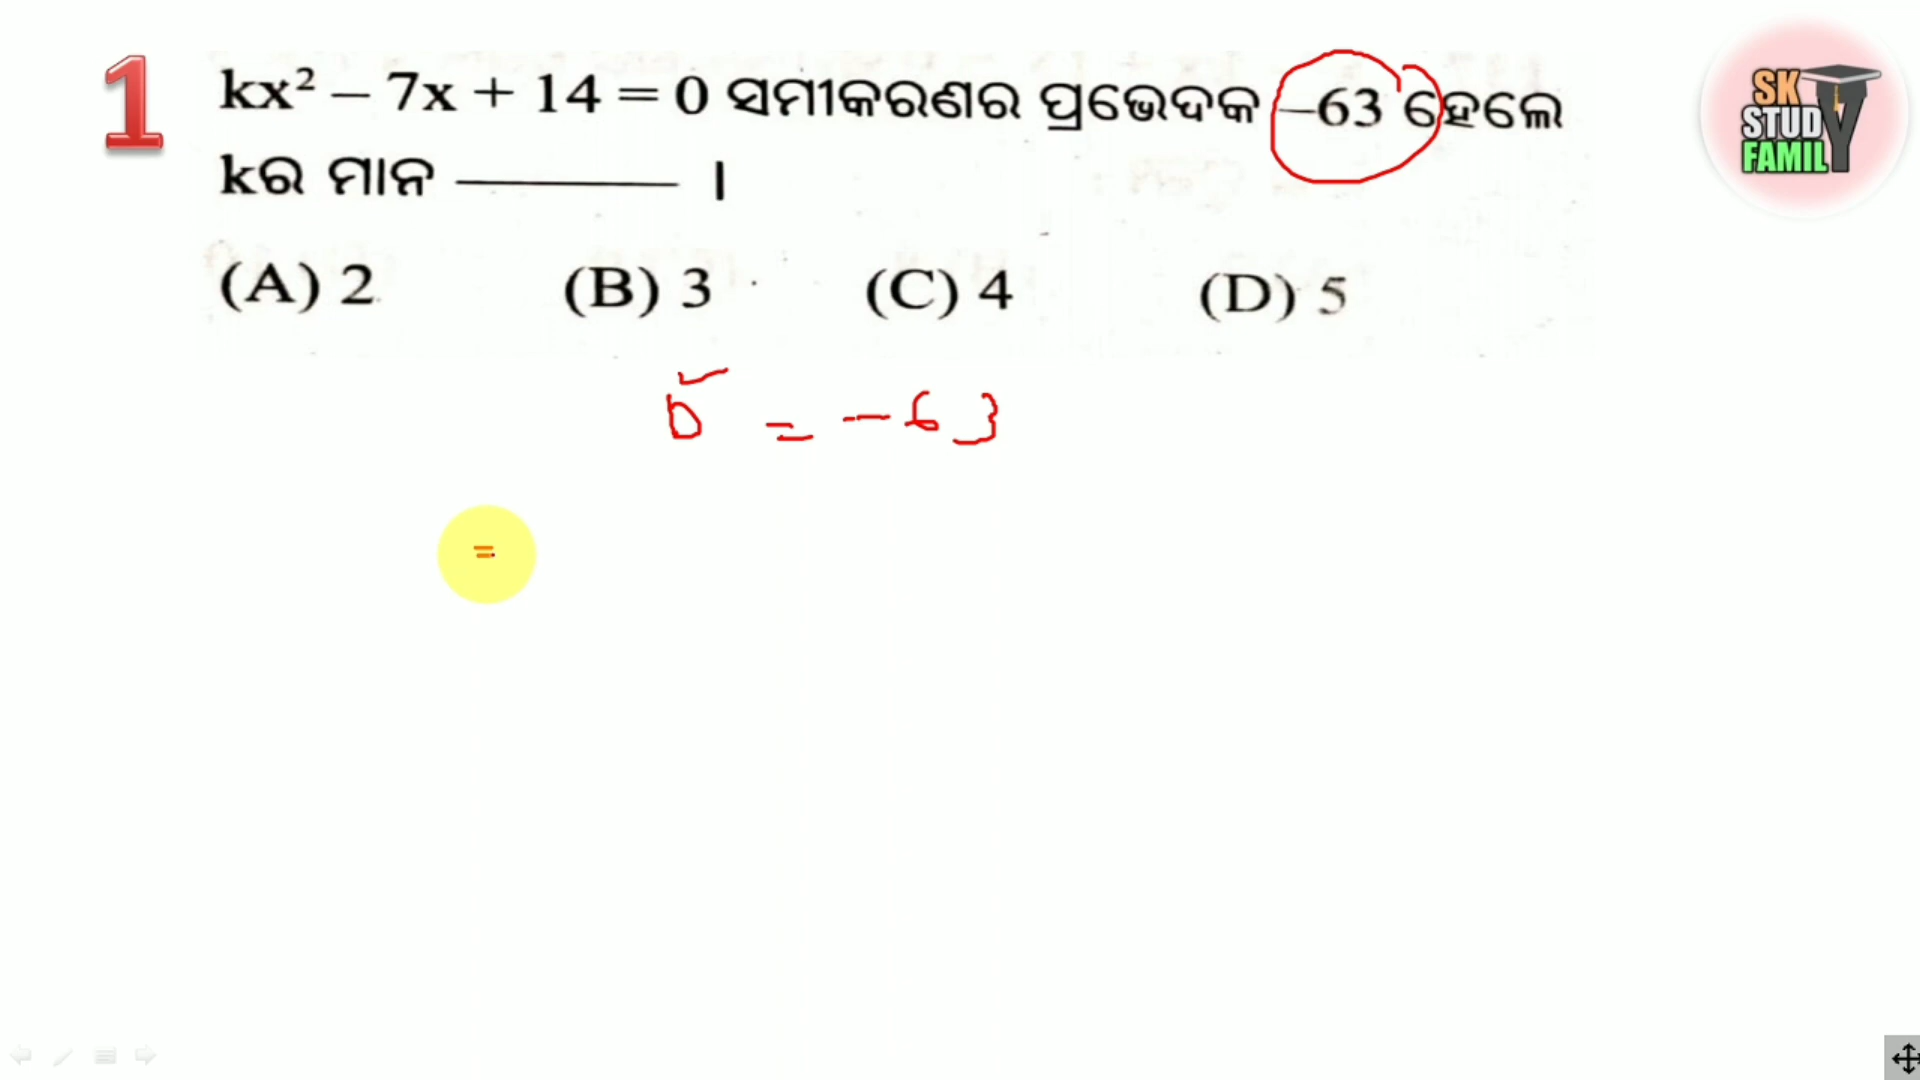 1
kx² – 7x + 14 = 0 ସମୀକରଣର ପ୍ରଭେଦକ –63 ହେଲେ
kର ମାନ ———— ।
(A) 2 (B) 3 (C) 4 (D) 5
= –63
=
SK
STUDY
FAMILY